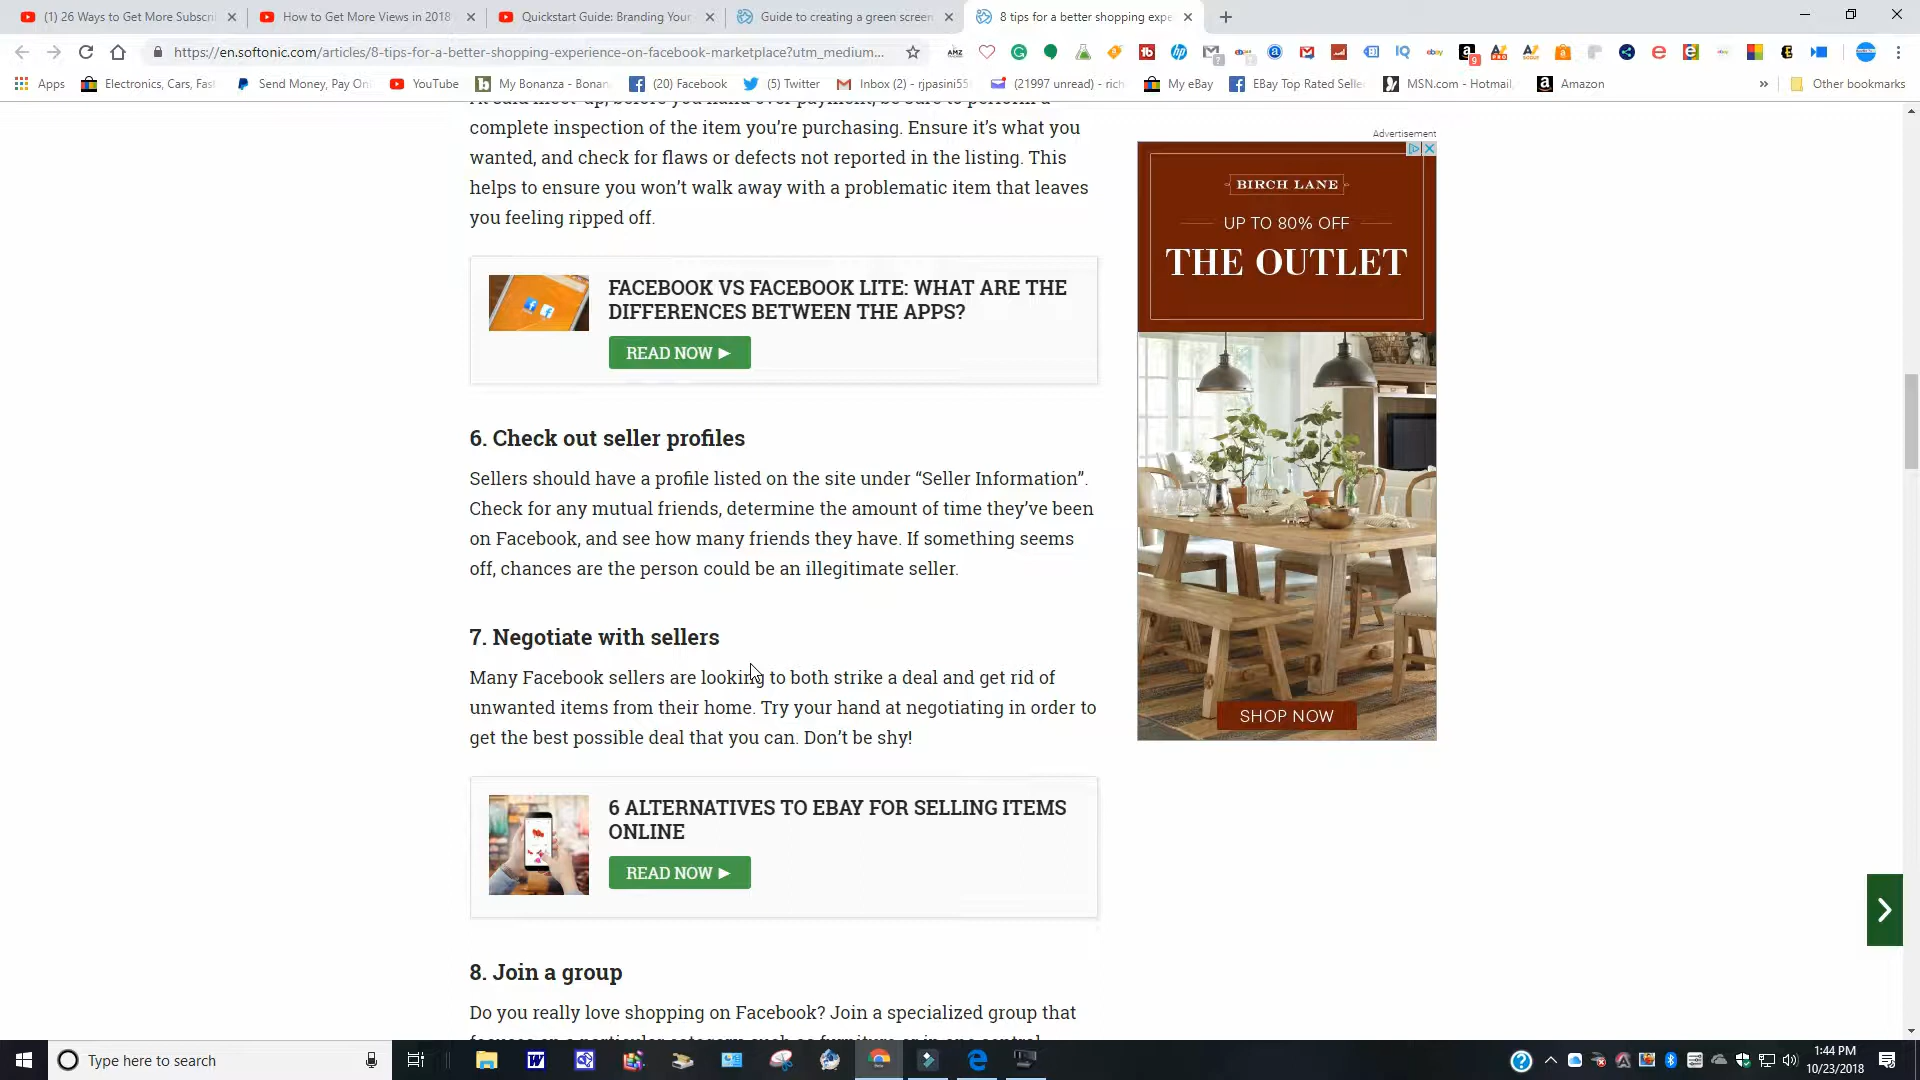 (1) 26 Ways to Get More Subscri
How to Get More Views in 2018
Quickstart Guide: Branding Your
Guide to creating a green screen
8 tips for a better shopping expe
https://en.softonic.com/articles/8-tips-for-a-better-shopping-experience-on-facebook-marketplace?utm_medium...
Apps
Electronics, Cars, Fas
Send Money, Pay Onl
YouTube
My Bonanza - Bonan
(20) Facebook
(5) Twitter
Inbox (2) - rjpasini55
(21997 unread) - rich
My eBay
EBay Top Rated Selle
MSN.com - Hotmail,
Amazon
»
Other bookmarks
complete inspection of the item you’re purchasing. Ensure it’s what you
wanted, and check for flaws or defects not reported in the listing. This
helps to ensure you won’t walk away with a problematic item that leaves
you feeling ripped off.
FACEBOOK VS FACEBOOK LITE: WHAT ARE THE
DIFFERENCES BETWEEN THE APPS?
READ NOW ►
6. Check out seller profiles
Sellers should have a profile listed on the site under “Seller Information”.
Check for any mutual friends, determine the amount of time they’ve been
on Facebook, and see how many friends they have. If something seems
off, chances are the person could be an illegitimate seller.
7. Negotiate with sellers
Many Facebook sellers are looking to both strike a deal and get rid of
unwanted items from their home. Try your hand at negotiating in order to
get the best possible deal that you can. Don’t be shy!
6 ALTERNATIVES TO EBAY FOR SELLING ITEMS
ONLINE
READ NOW ►
8. Join a group
Do you really love shopping on Facebook? Join a specialized group that
Advertisement
BIRCH LANE
UP TO 80% OFF
THE OUTLET
SHOP NOW
Type here to search
1:44 PM
10/23/2018